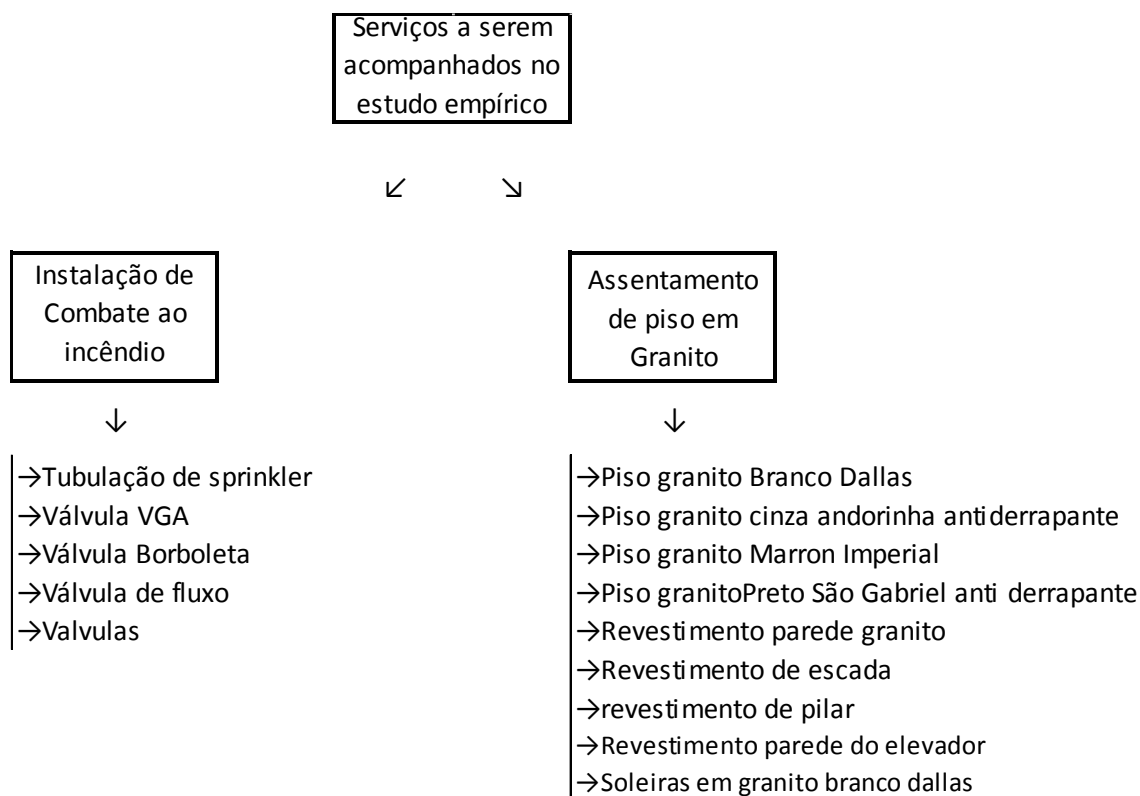 Serviços a serem
acompanhados no
estudo empírico
↙ ↘
Instalação de
Combate ao
incêndio
↓
→Tubulação de sprinkler
→Válvula VGA
→Válvula Borboleta
→Válvula de fluxo
→Valvulas
Assentamento
de piso em
Granito
↓
→Piso granito Branco Dallas
→Piso granito cinza andorinha antiderrapante
→Piso granito Marron Imperial
→Piso granitoPreto São Gabriel anti derrapante
→Revestimento parede granito
→Revestimento de escada
→revestimento de pilar
→Revestimento parede do elevador
→Soleiras em granito branco dallas